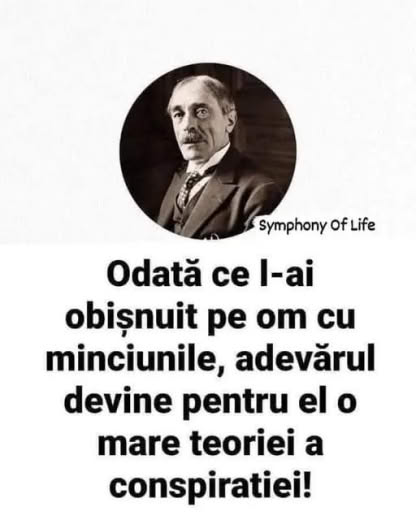 Symphony Of Life
Odată ce l-ai
obișnuit pe om cu
minciunile, adevărul
devine pentru el o
mare teoriei a
conspiratiei!